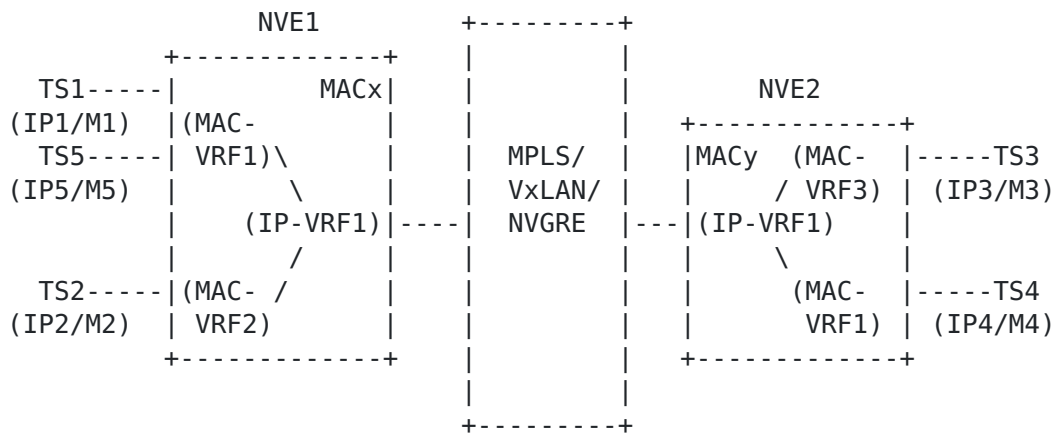 NVE1 +---------+
+-------------+ | |
TS1-----| MACx| | | NVE2
(IP1/M1) |(MAC- | | | +-------------+
TS5-----| VRF1)\ | | MPLS/ | |MACy (MAC- |-----TS3
(IP5/M5) | \ | | VxLAN/ | | / VRF3) | (IP3/M3)
| (IP-VRF1)|----| NVGRE |---|(IP-VRF1) |
| / | | | | \ |
TS2-----|(MAC- / | | | | (MAC- |-----TS4
(IP2/M2) | VRF2) | | | | VRF1) | (IP4/M4)
+-------------+ | | +-------------+
| |
+---------+